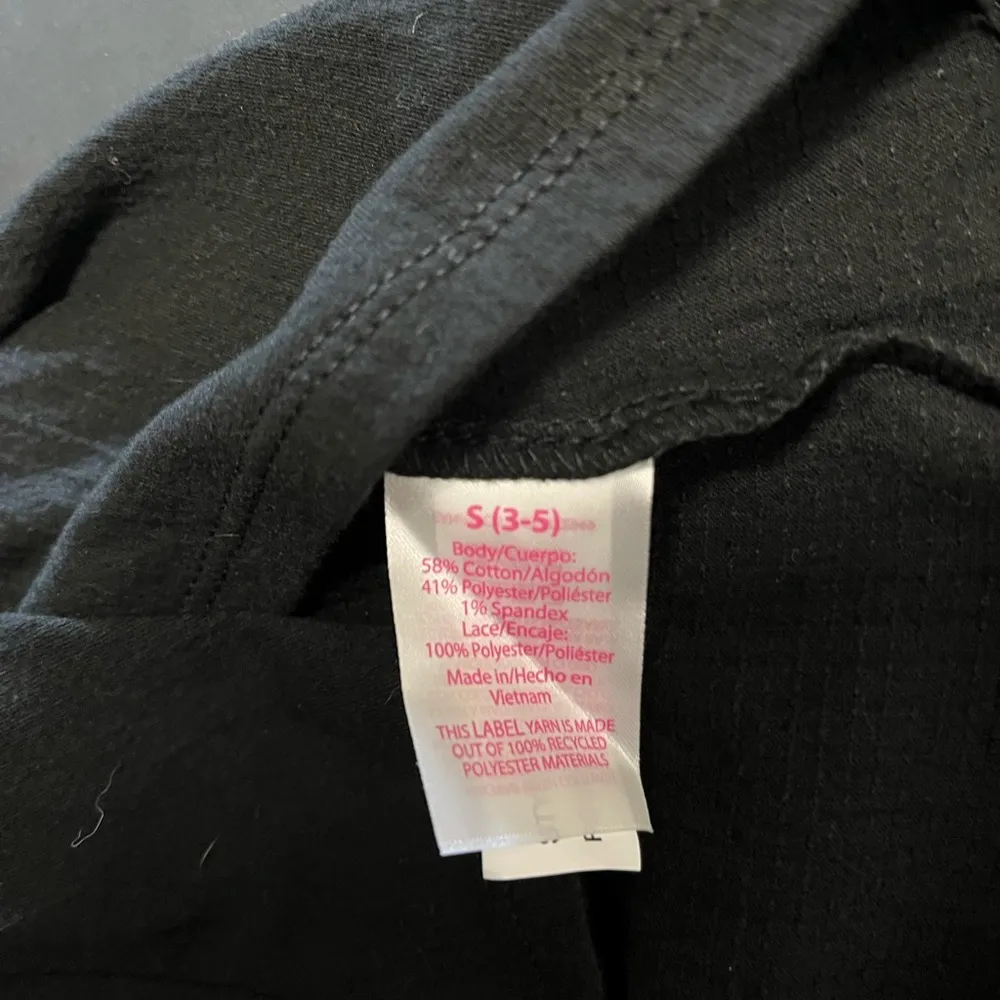 S (3-5)
Body/Cuerpo:
58% Cotton/Algodón
41% Polyester/Poliéster
1% Spandex
Lace/Encaje:
100% Polyester/Poliéster
Made in/Hecho en
Vietnam
THIS LABEL YARN IS MADE
OUT OF 100% RECYCLED
POLYESTER MATERIALS